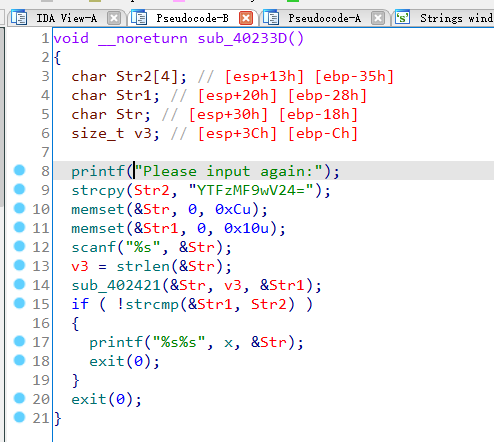 IDA View-A Pseudocode-B Pseudocode-A 's' Strings wind
1 void __noreturn sub_40233D()
2 {
3 char Str2[4]; // [esp+13h] [ebp-35h]
4 char Str1; // [esp+20h] [ebp-28h]
5 char Str; // [esp+30h] [ebp-18h]
6 size_t v3; // [esp+3Ch] [ebp-Ch]
7
8 printf("Please input again:");
9 strcpy(Str2, "YTFzMF9wV24=");
10 memset(&Str, 0, 0xCu);
11 memset(&Str1, 0, 0x10u);
12 scanf("%s", &Str);
13 v3 = strlen(&Str);
14 sub_402421(&Str, v3, &Str1);
15 if ( !strcmp(&Str1, Str2) )
16 {
17 printf("%s%s", x, &Str);
18 exit(0);
19 }
20 exit(0);
21 }